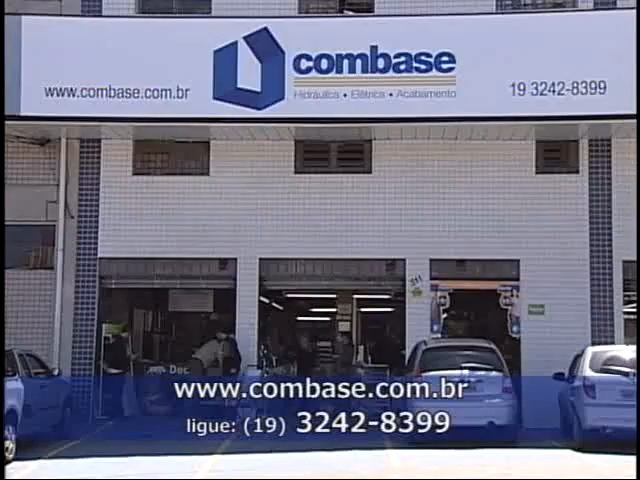 combase
www.combase.com.br
Hidráulica • Elétrica • Acabamento
19 3242-8399
311
www.combase.com.br
ligue: (19) 3242-8399